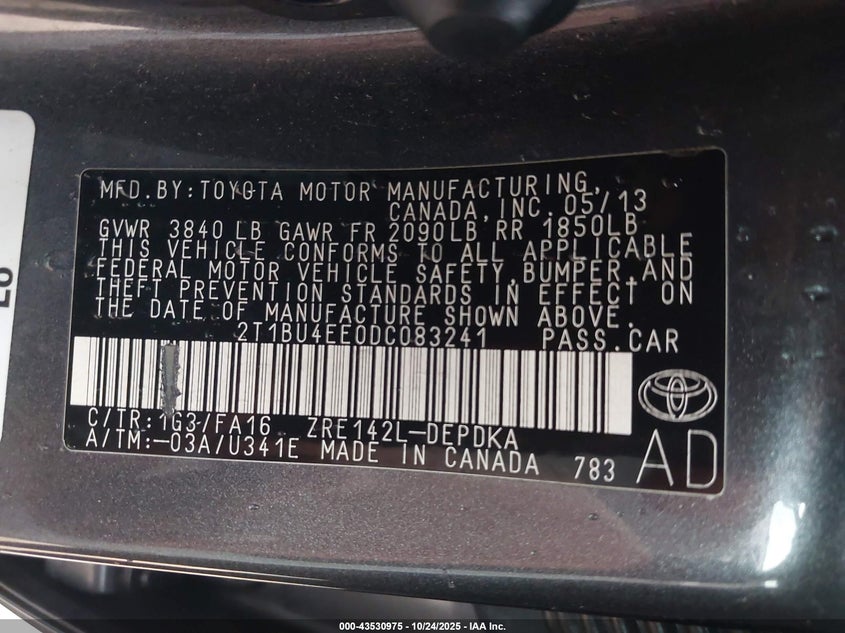 MFD.BY:TOYOTA MOTOR MANUFACTURING,
CANADA,INC. 05/13
GVWR 3840 LB GAWR FR 2090LB RR 1850LB
THIS VEHICLE CONFORMS TO ALL APPLICABLE
FEDERAL MOTOR VEHICLE SAFETY,BUMPER,AND
THEFT PREVENTION STANDARDS IN EFFECT ON
THE DATE OF MANUFACTURE SHOWN ABOVE.
2T1BU4EE0DC083241 PASS.CAR
C/TR:1G3/FA16 ZRE142L-DEPDKA
A/TM:-03A/U341E MADE IN CANADA 783
AD
000-43530975 - 10/24/2025 - IAA Inc.